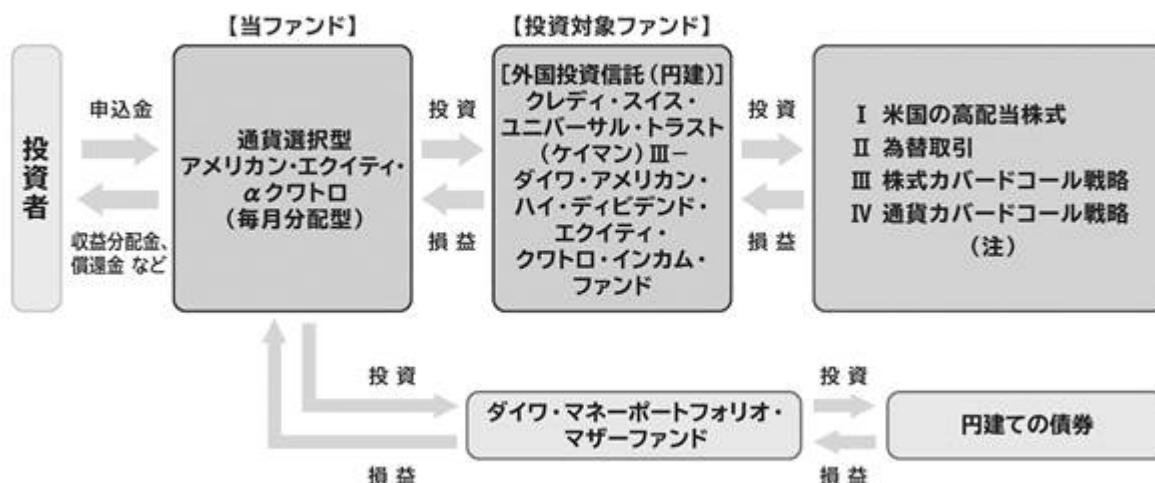 【当ファンド】
【投資対象ファンド】
投資者
申込金
収益分配金、
償還金 など
通貨選択型
アメリカン・エクイティ・
αクワトロ
(毎月分配型)
投 資
損 益
[外国投資信託(円建)]
クレディ・スイス・
ユニバーサル・トラスト
(ケイマン)Ⅲ－
ダイワ・アメリカン・
ハイ・ディビデンド・
エクイティ・
クワトロ・インカム・
ファンド
投 資
損 益
Ⅰ 米国の高配当株式
Ⅱ 為替取引
Ⅲ 株式カバードコール戦略
Ⅳ 通貨カバードコール戦略
(注)
投 資
損 益
ダイワ・マネーポートフォリオ・
マザーファンド
投 資
損 益
円建ての債券